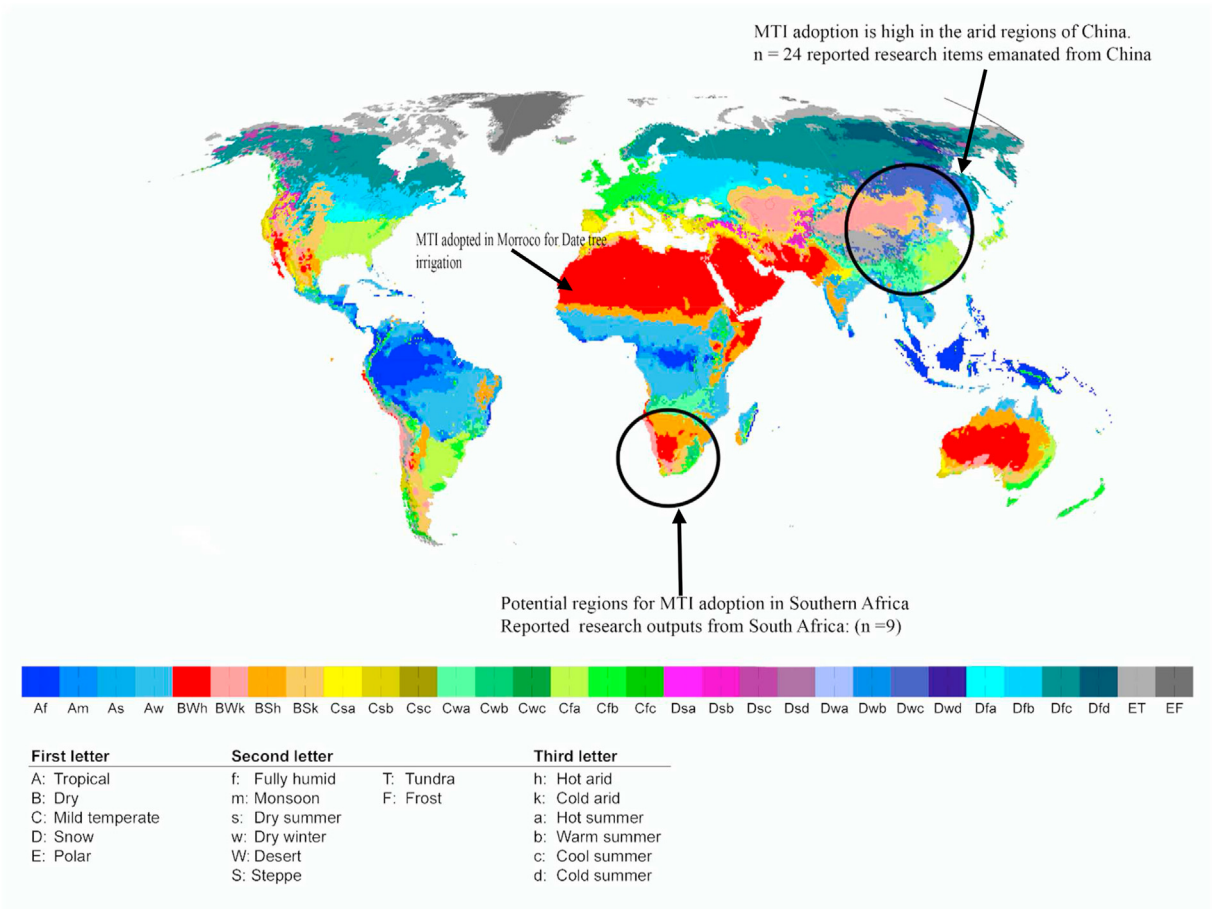 MTI adoption is high in the arid regions of China.
n = 24 reported research items emanated from China
MTI adopted in Morroco for Date tree
irrigation
Potential regions for MTI adoption in Southern Africa
Reported research outputs from South Africa: (n =9)
Af Am As Aw BWh BWk BSh BSk Csa Csb Csc Cwa Cwb Cwc Cfa Cfb Cfc Dsa Dsb Dsc Dsd Dwa Dwb Dwc Dwd Dfa Dfb Dfc Dfd ET EF
First letter Second letter Third letter
A: Tropical f: Fully humid T: Tundra h: Hot arid
B: Dry m: Monsoon F: Frost k: Cold arid
C: Mild temperate s: Dry summer a: Hot summer
D: Snow w: Dry winter b: Warm summer
E: Polar W: Desert c: Cool summer
S: Steppe d: Cold summer